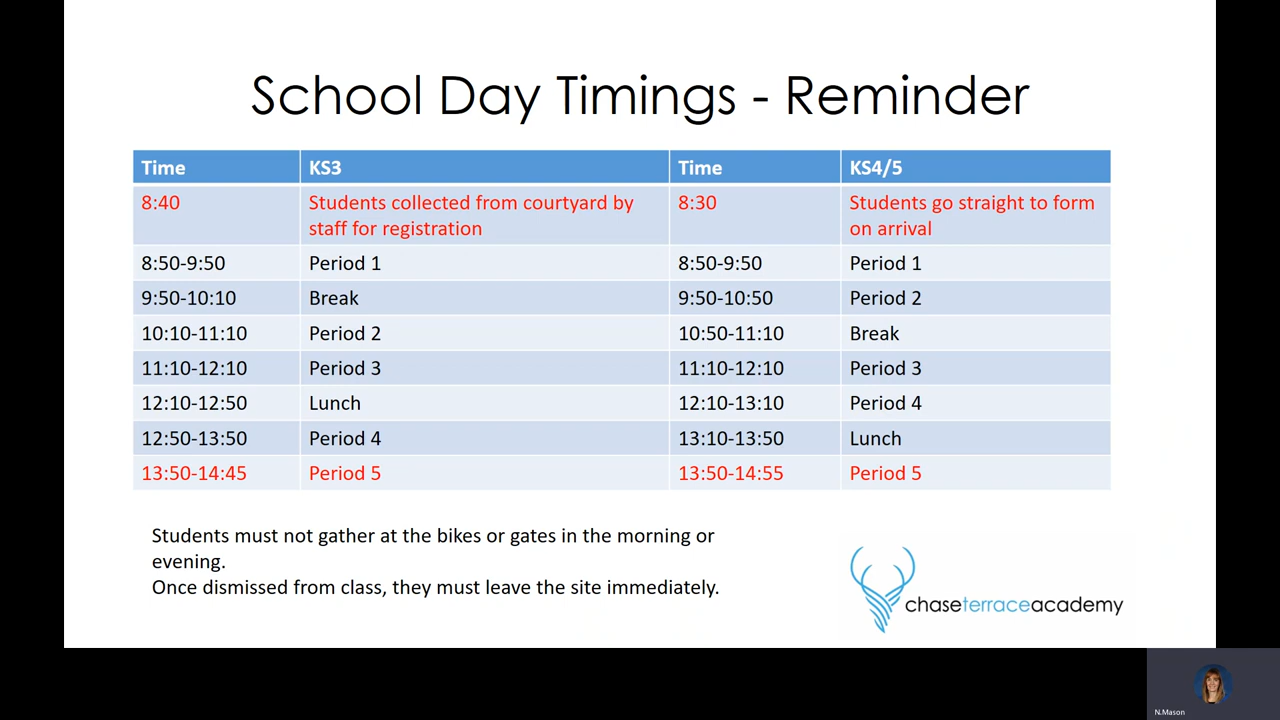 School Day Timings - Reminder
Time KS3 Time KS4/5
8:40 Students collected from courtyard by staff for registration 8:30 Students go straight to form on arrival
8:50-9:50 Period 1 8:50-9:50 Period 1
9:50-10:10 Break 9:50-10:50 Period 2
10:10-11:10 Period 2 10:50-11:10 Break
11:10-12:10 Period 3 11:10-12:10 Period 3
12:10-12:50 Lunch 12:10-13:10 Period 4
12:50-13:50 Period 4 13:10-13:50 Lunch
13:50-14:45 Period 5 13:50-14:55 Period 5
Students must not gather at the bikes or gates in the morning or
evening.
Once dismissed from class, they must leave the site immediately.
chaseterraceacademy
N.Mason